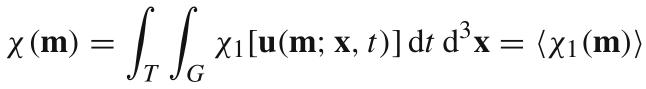 χ(m) = ∫_T ∫_G χ₁[u(m; x, t)] dt d³x = ⟨χ₁(m)⟩